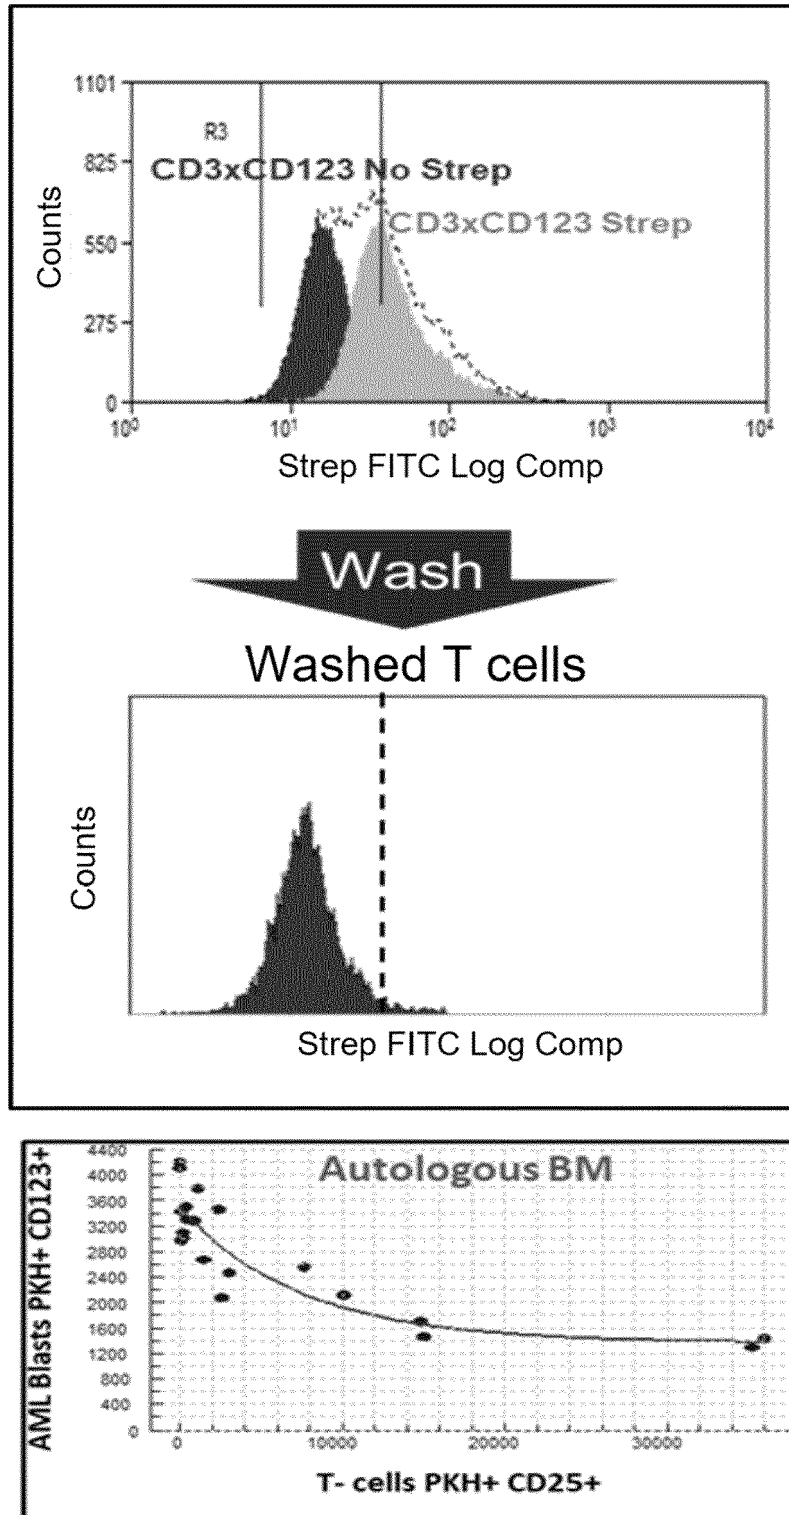 1101
R3
825
CD3xCD123 No Strep
CD3xCD123 Strep
550
275
0
Counts
10⁰ 10¹ 10² 10³ 10⁴
Strep FITC Log Comp
Wash
Washed T cells
Counts
Strep FITC Log Comp
Autologous BM
AML Blasts PKH+ CD123+
4400
4000
3600
3200
2800
2400
2000
1600
1200
800
400
0
0 10000 20000 30000
T- cells PKH+ CD25+